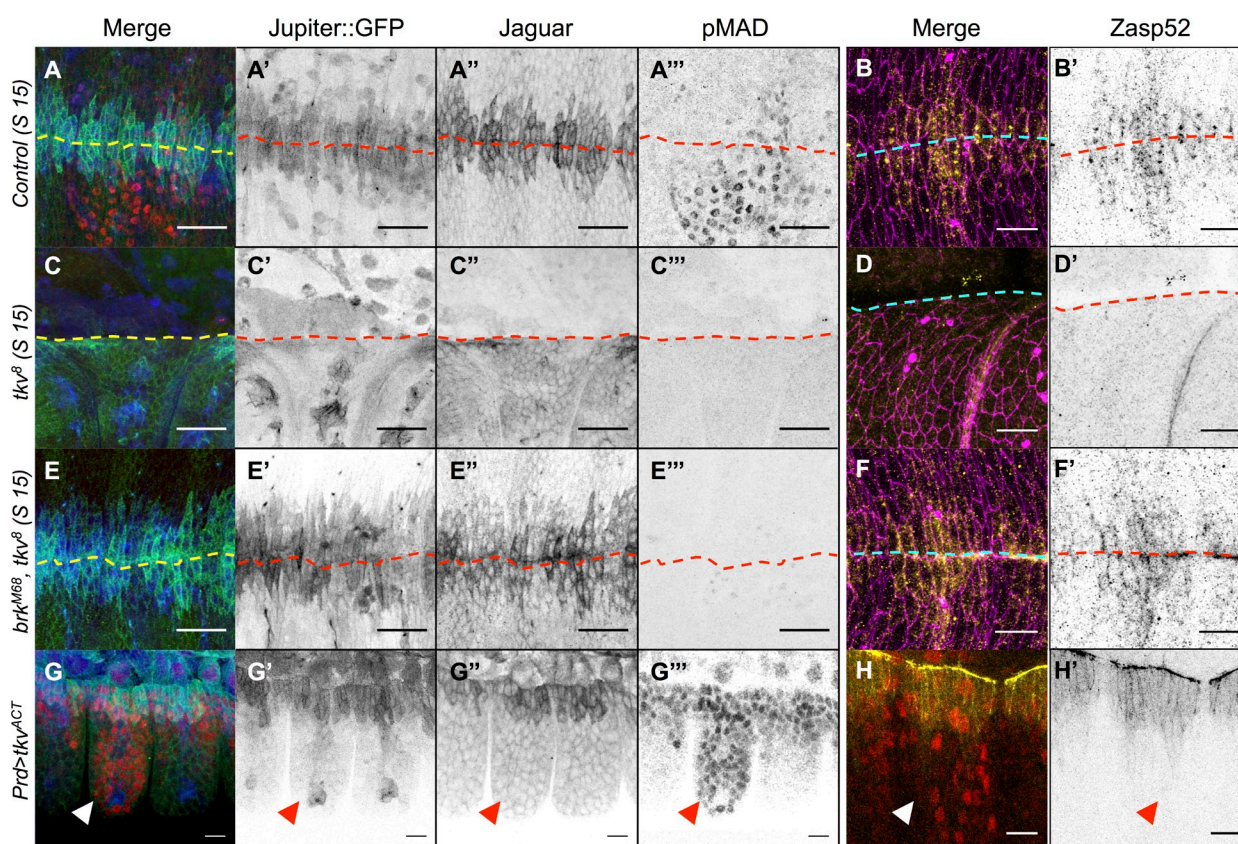 Merge Jupiter::GFP Jaguar pMAD Merge Zasp52
Control (S 15)
A A’ A’’ A’’’ B B’
tkv8 (S 15)
C C’ C’’ C’’’ D D’
brkM68, tkv8 (S 15)
E E’ E’’ E’’’ F F’
Prd>tkvACT
G G’ G’’ G’’’ H H’